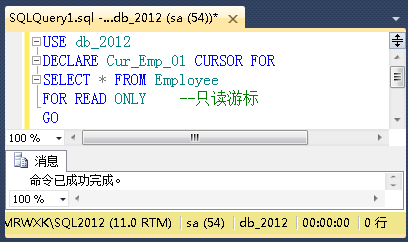 SQLQuery1.sql -...db_2012 (sa (54))*
USE db_2012
DECLARE Cur_Emp_01 CURSOR FOR
SELECT * FROM Employee
FOR READ ONLY    --只读游标
GO
100 %
消息
命令已成功完成。
100 %
MRWXK\SQL2012 (11.0 RTM) sa (54) db_2012 00:00:00 0 行